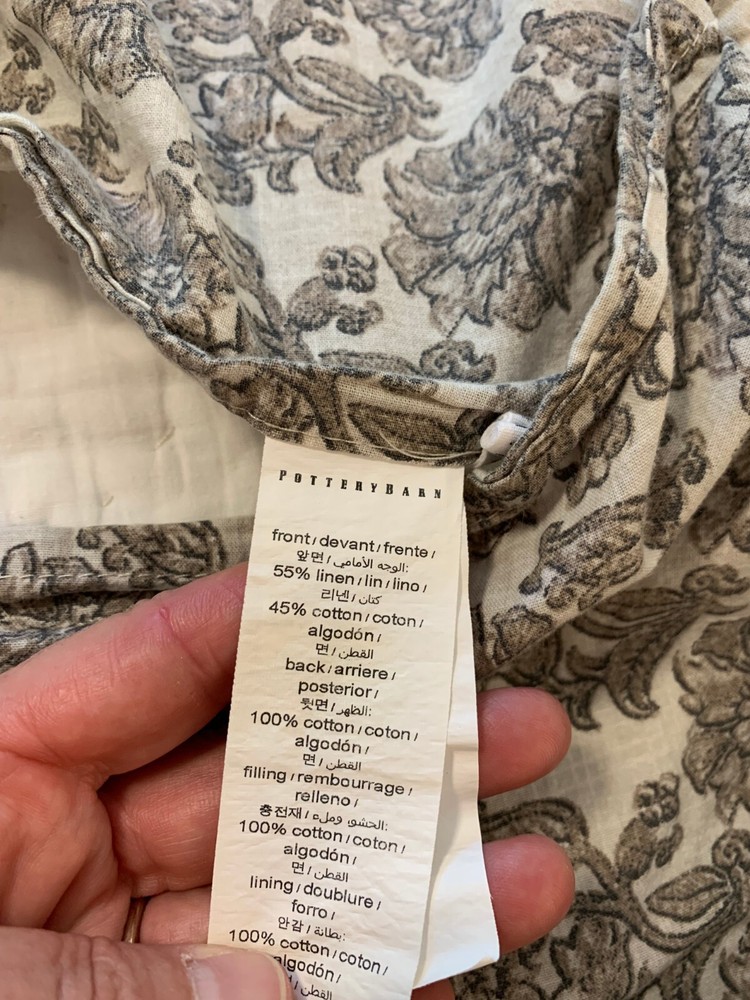 POTTERYBARN
front / devant / frente /
앞면 / الوجه الأمامي:
55% linen / lin / lino /
리넨 / كتان
45% cotton / coton /
algodón /
면 / القطن
back / arriere /
posterior /
뒷면 / الظهر:
100% cotton / coton /
algodón /
면 / القطن
filling / rembourrage /
relleno /
충전재 / الحشو، وملء:
100% cotton / coton /
algodón /
면 / القطن
lining / doublure /
forro /
안감 / بطانة:
100% cotton / coton /
algodón /
القطن